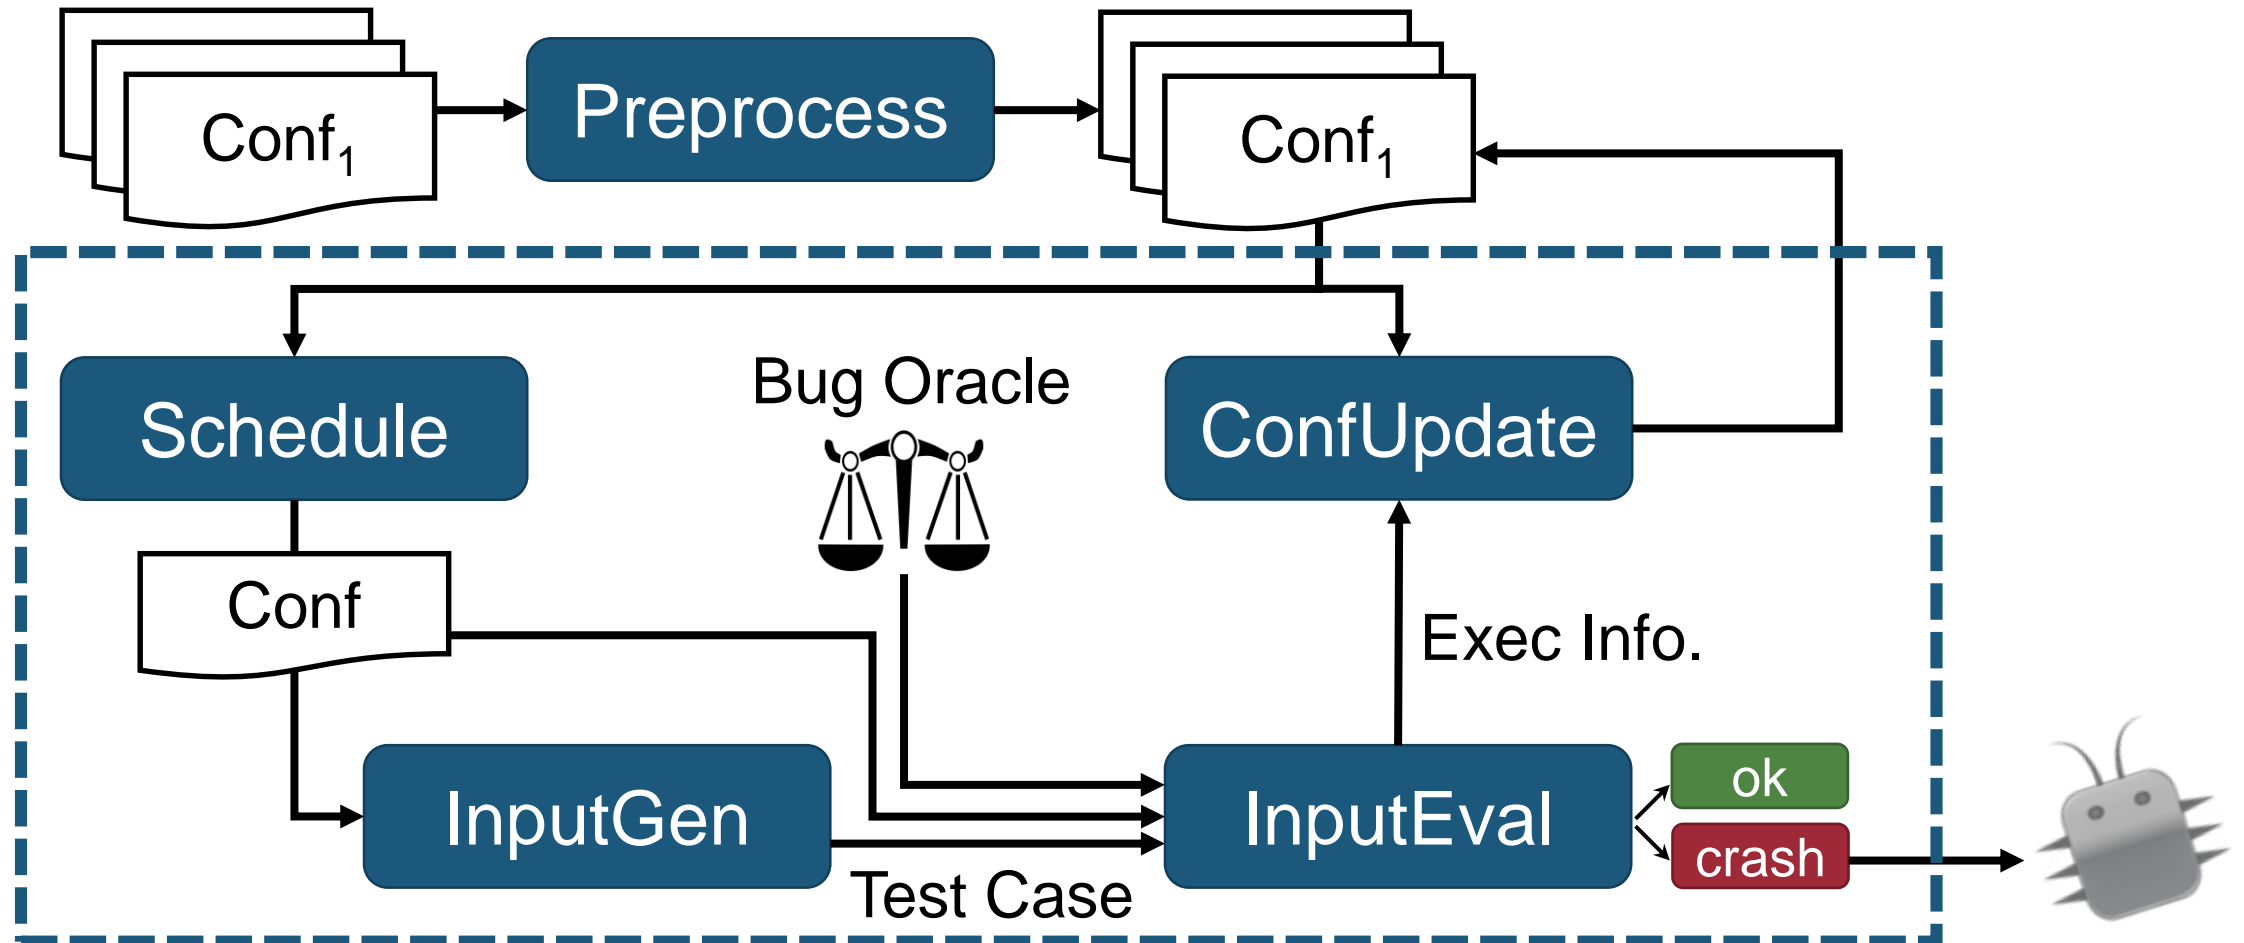 Conf₁
Preprocess
Conf₁
Schedule
Bug Oracle
ConfUpdate
Conf
Exec Info.
InputGen
InputEval
ok
crash
Test Case